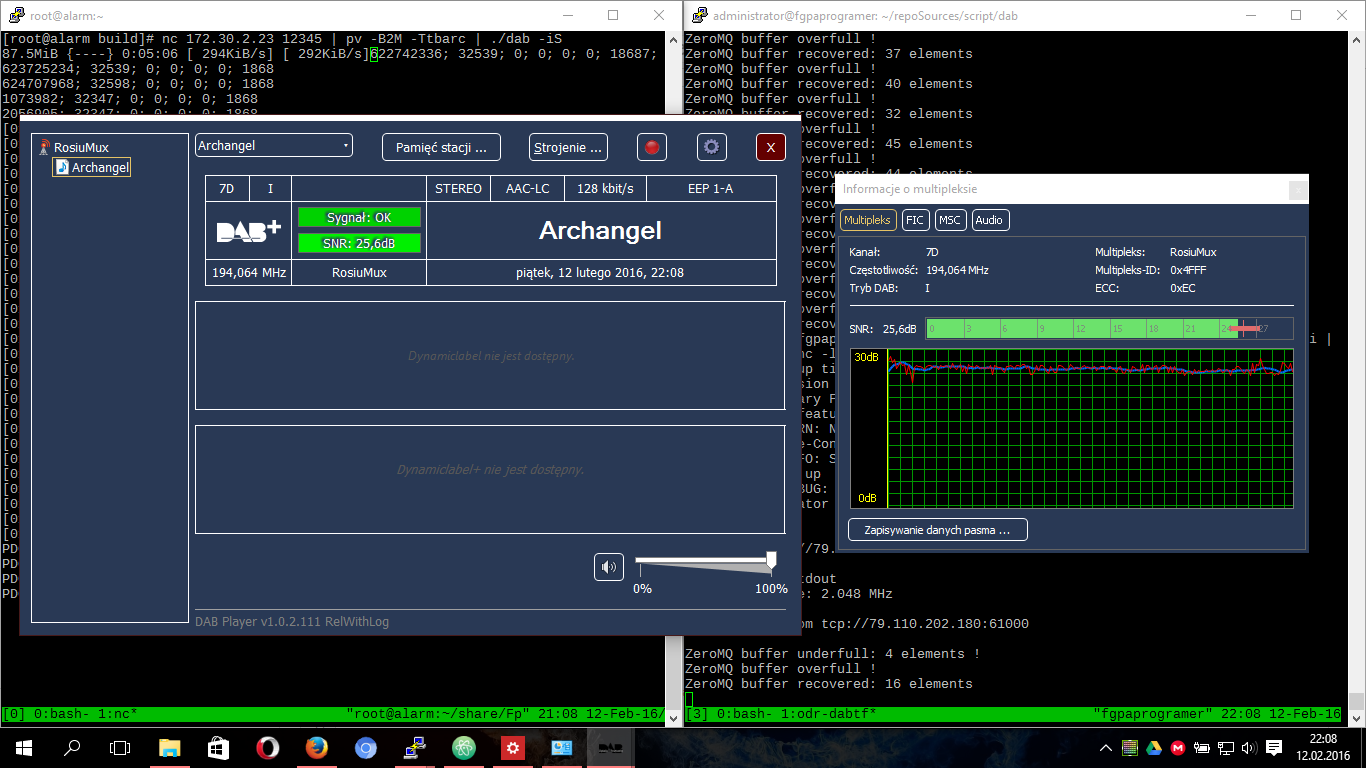 root@alarm:~
[root@alarm build]# nc 172.30.2.23 12345 | pv -B2M -Ttbarc | ./dab -iS
87.5MiB {----} 0:05:06 [ 294KiB/s] [ 292KiB/s]622742336; 32539; 0; 0; 0; 0; 18687;
623725234; 32539; 0; 0; 0; 1868
624707968; 32598; 0; 0; 0; 1868
1073982; 32347; 0; 0; 0; 1868
2056905; 32347; 0; 0; 0; 1868
RosiuMux
Archangel
Archangel
Pamięć stacji ...
Strojenie ...
X
7D
I
STEREO
AAC-LC
128 kbit/s
EEP 1-A
DAB+
Sygnał: OK
SNR: 25,6dB
Archangel
194,064 MHz
RosiuMux
piątek, 12 lutego 2016, 22:08
Dynamiclabel nie jest dostępny.
Dynamiclabel+ nie jest dostępny.
0%
100%
DAB Player v1.0.2.111 RelWithLog
[0] 0:bash- 1:nc* "root@alarm:~/share/Fp" 21:08 12-Feb-16
administrator@fgpaprogramer: ~/repoSources/script/dab
ZeroMQ buffer overfull !
ZeroMQ buffer recovered: 37 elements
ZeroMQ buffer overfull !
ZeroMQ buffer recovered: 40 elements
ZeroMQ buffer overfull !
ZeroMQ buffer recovered: 32 elements
overfull !
recovered: 45 elements
overfull !
recovered: 44 elements
Informacje o multipleksie
x
Multipleks
FIC
MSC
Audio
Kanał: 7D
Multipleks: RosiuMux
Częstotliwość: 194,064 MHz
Multipleks-ID: 0x4FFF
Tryb DAB: I
ECC: 0xEC
SNR: 25,6dB
0 3 6 9 12 15 18 21 24 27
30dB
0dB
Zapisywanie danych pasma ...
i |
tdout
: 2.048 MHz
om tcp://79.110.202.180:61000
ZeroMQ buffer underfull: 4 elements !
ZeroMQ buffer overfull !
ZeroMQ buffer recovered: 16 elements
[3] 0:bash- 1:odr-dabtf* "fgpaprogramer" 22:08 12-Feb-16
DAB
22:08
12.02.2016